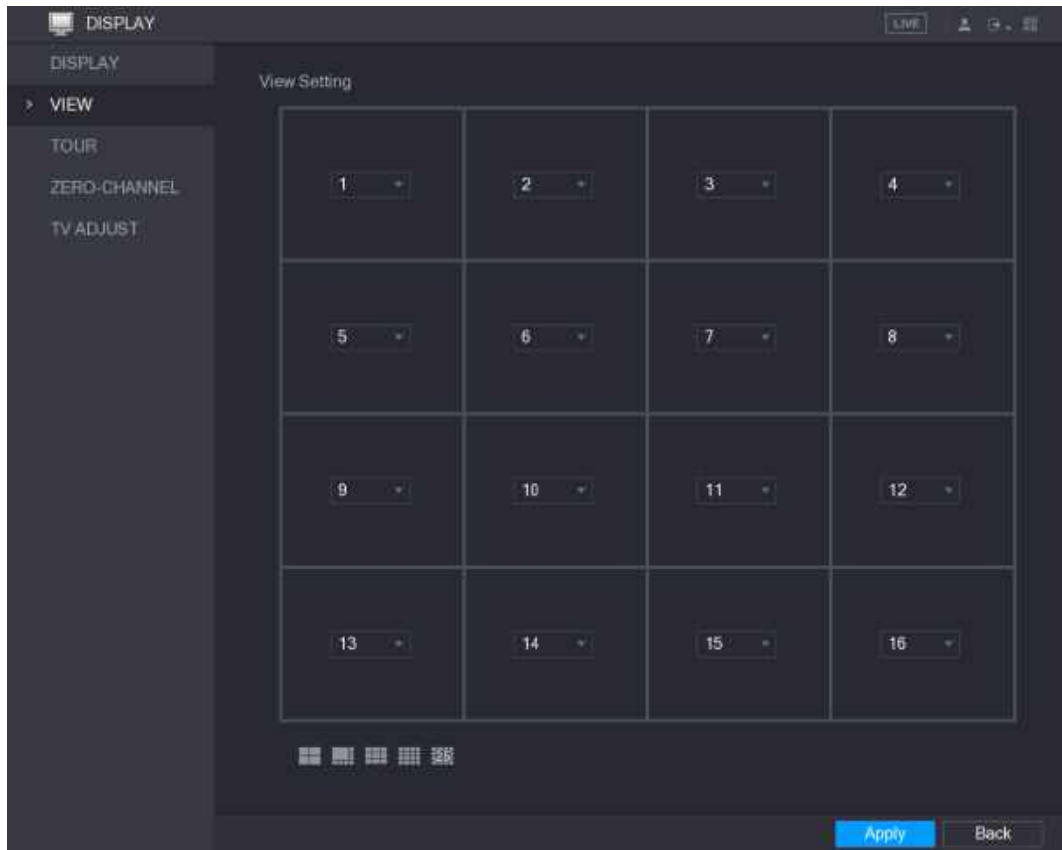 DISPLAY
LIVE
DISPLAY
VIEW
TOUR
ZERO-CHANNEL
TV ADJUST
View Setting
1 2 3 4
5 6 7 8
9 10 11 12
13 14 15 16
Apply Back